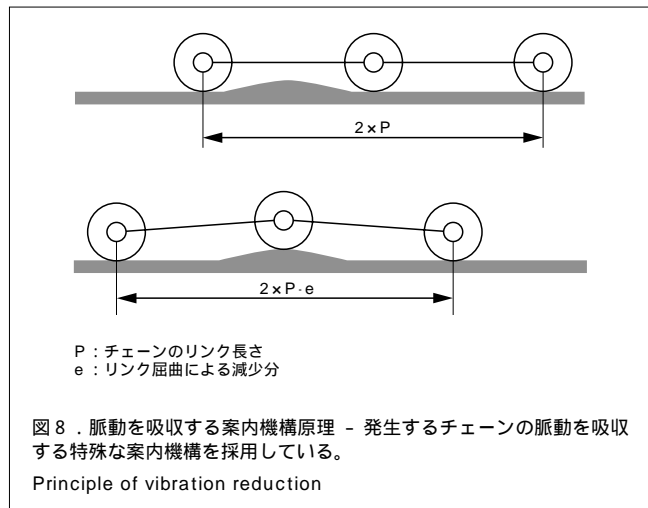 2×P
2×P-e
P：チェーンのリンク長さ
e：リンク屈曲による減少分
図8．脈動を吸収する案内機構原理 － 発生するチェーンの脈動を吸収
する特殊な案内機構を採用している。
Principle of vibration reduction